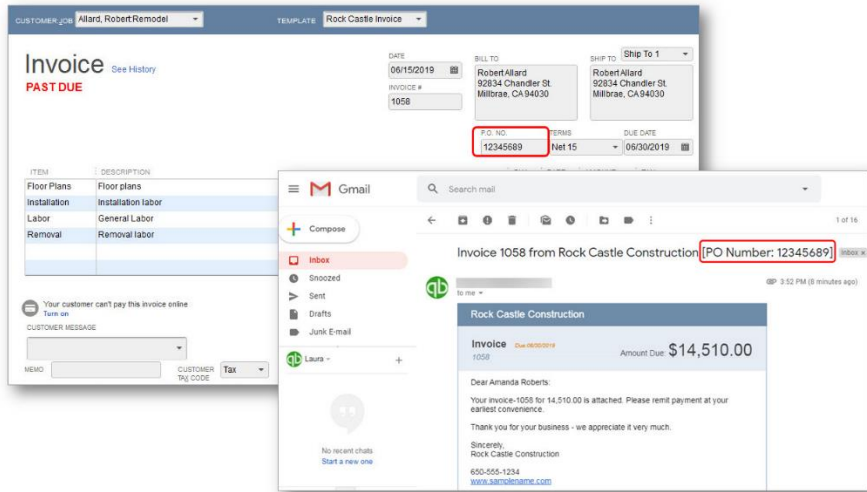 CUSTOMER:JOB Allard, Robert:Remodel TEMPLATE Rock Castle Invoice
Invoice See History
PAST DUE
DATE
06/15/2019
INVOICE #
1058
BILL TO
Robert Allard
92834 Chandler St.
Millbrae, CA 94030
SHIP TO Ship To 1
Robert Allard
92834 Chandler St.
Millbrae, CA 94030
P.O. NO. TERMS DUE DATE
12345689 Net 15 06/30/2019
ITEM DESCRIPTION
Floor Plans Floor plans
Installation Installation labor
Labor General Labor
Removal Removal labor
Your customer can't pay this invoice online
Turn on
CUSTOMER MESSAGE
MEMO CUSTOMER TAX CODE Tax
Gmail Search mail
Compose
1 of 16
Inbox
Snoozed
Sent
Drafts
Junk E-mail
Laura
No recent chats
Start a new one
Invoice 1058 from Rock Castle Construction [PO Number: 12345689] Inbox x
qb 3:52 PM (8 minutes ago)
to me
Rock Castle Construction
Invoice Due 06/30/2019
1058
Amount Due: $14,510.00
Dear Amanda Roberts:
Your invoice-1058 for 14,510.00 is attached. Please remit payment at your
earliest convenience.
Thank you for your business - we appreciate it very much.
Sincerely,
Rock Castle Construction
650-555-1234
www.samplename.com